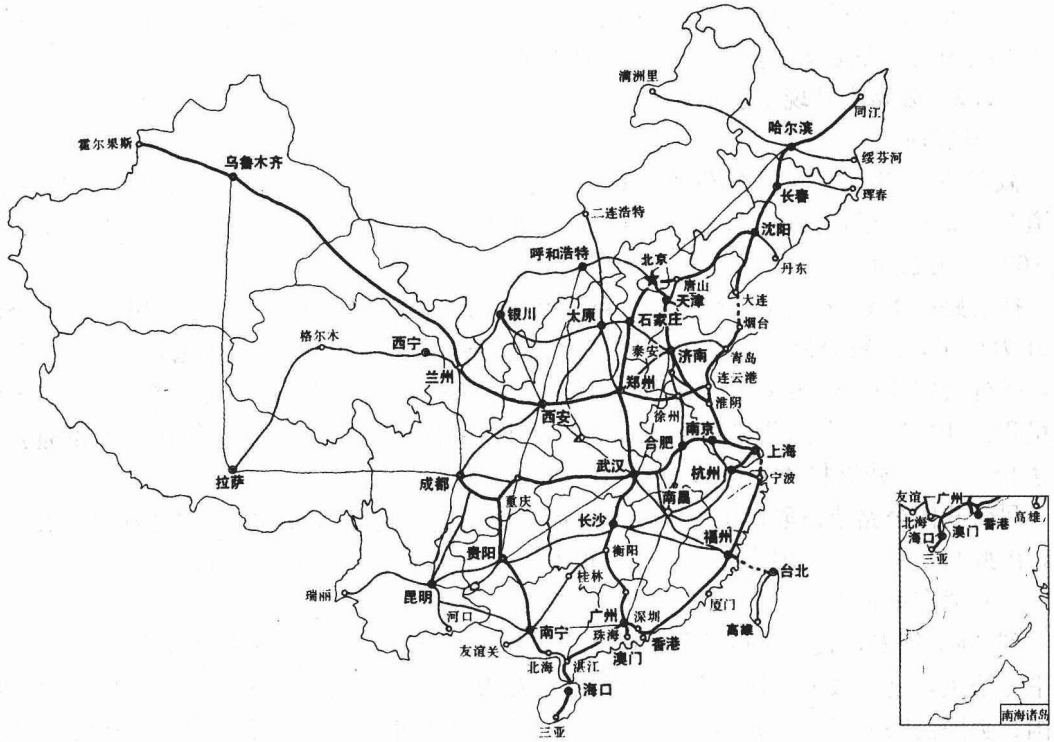 满洲里
同江
哈尔滨
霍尔果斯
绥芬河
乌鲁木齐
长春
珲春
二连浩特
沈阳
呼和浩特
北京
丹东
唐山
天津
大连
银川
太原
石家庄
烟台
格尔木
西宁
泰安
济南
青岛
兰州
连云港
郑州
淮阴
西安
徐州
南京
合肥
上海
武汉
杭州
拉萨
成都
宁波
重庆
南昌
友谊
广州
北海
香港
高雄
长沙
海口
澳门
福州
三亚
贵阳
衡阳
台北
桂林
瑞丽
昆明
厦门
河口
广州
深圳
高雄
南宁
珠海
香港
友谊关
澳门
北海
湛江
海口
南海诸岛
三亚